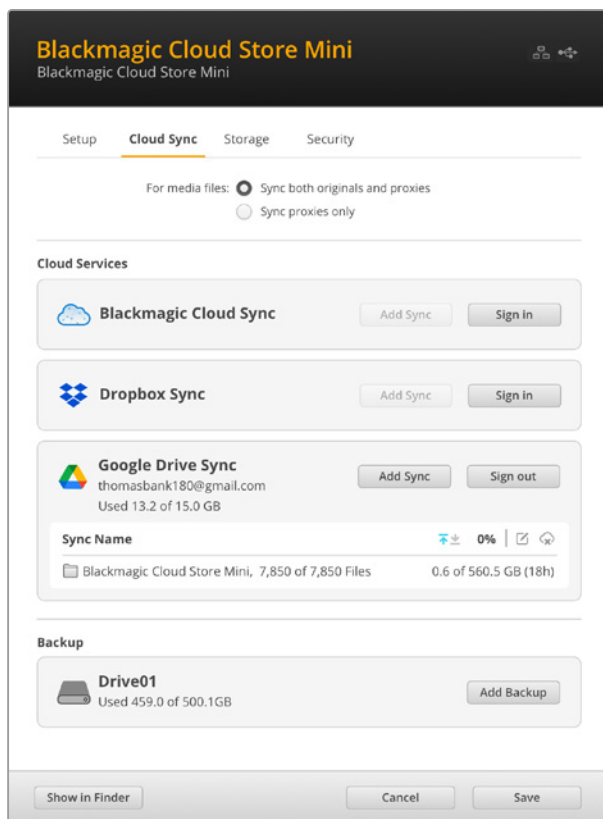 Blackmagic Cloud Store Mini
Blackmagic Cloud Store Mini
Setup Cloud Sync Storage Security
For media files: Sync both originals and proxies
Sync proxies only
Cloud Services
Blackmagic Cloud Sync Add Sync Sign in
Dropbox Sync Add Sync Sign in
Google Drive Sync Add Sync Sign out
thomasbank180@gmail.com
Used 13.2 of 15.0 GB
Sync Name 0%
Blackmagic Cloud Store Mini, 7,850 of 7,850 Files 0.6 of 560.5 GB (18h)
Backup
Drive01 Add Backup
Used 459.0 of 500.1GB
Show in Finder Cancel Save